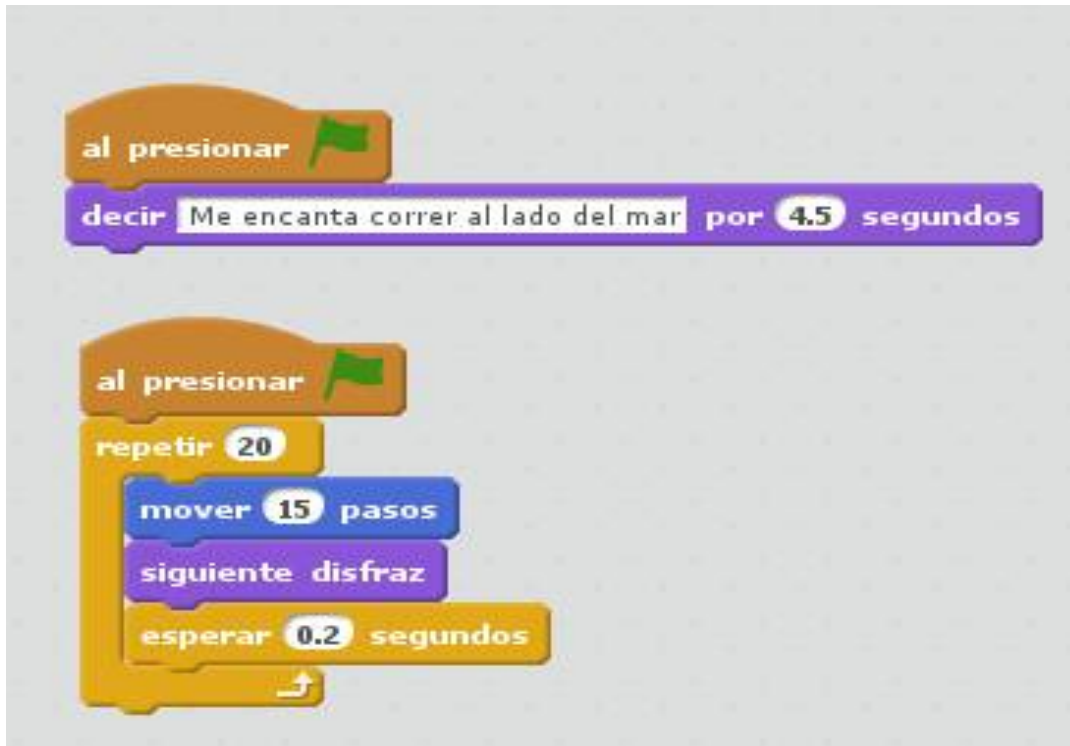 al presionar
decir Me encanta correr al lado del mar por 4.5 segundos
al presionar
repetir 20
mover 15 pasos
siguiente disfraz
esperar 0.2 segundos